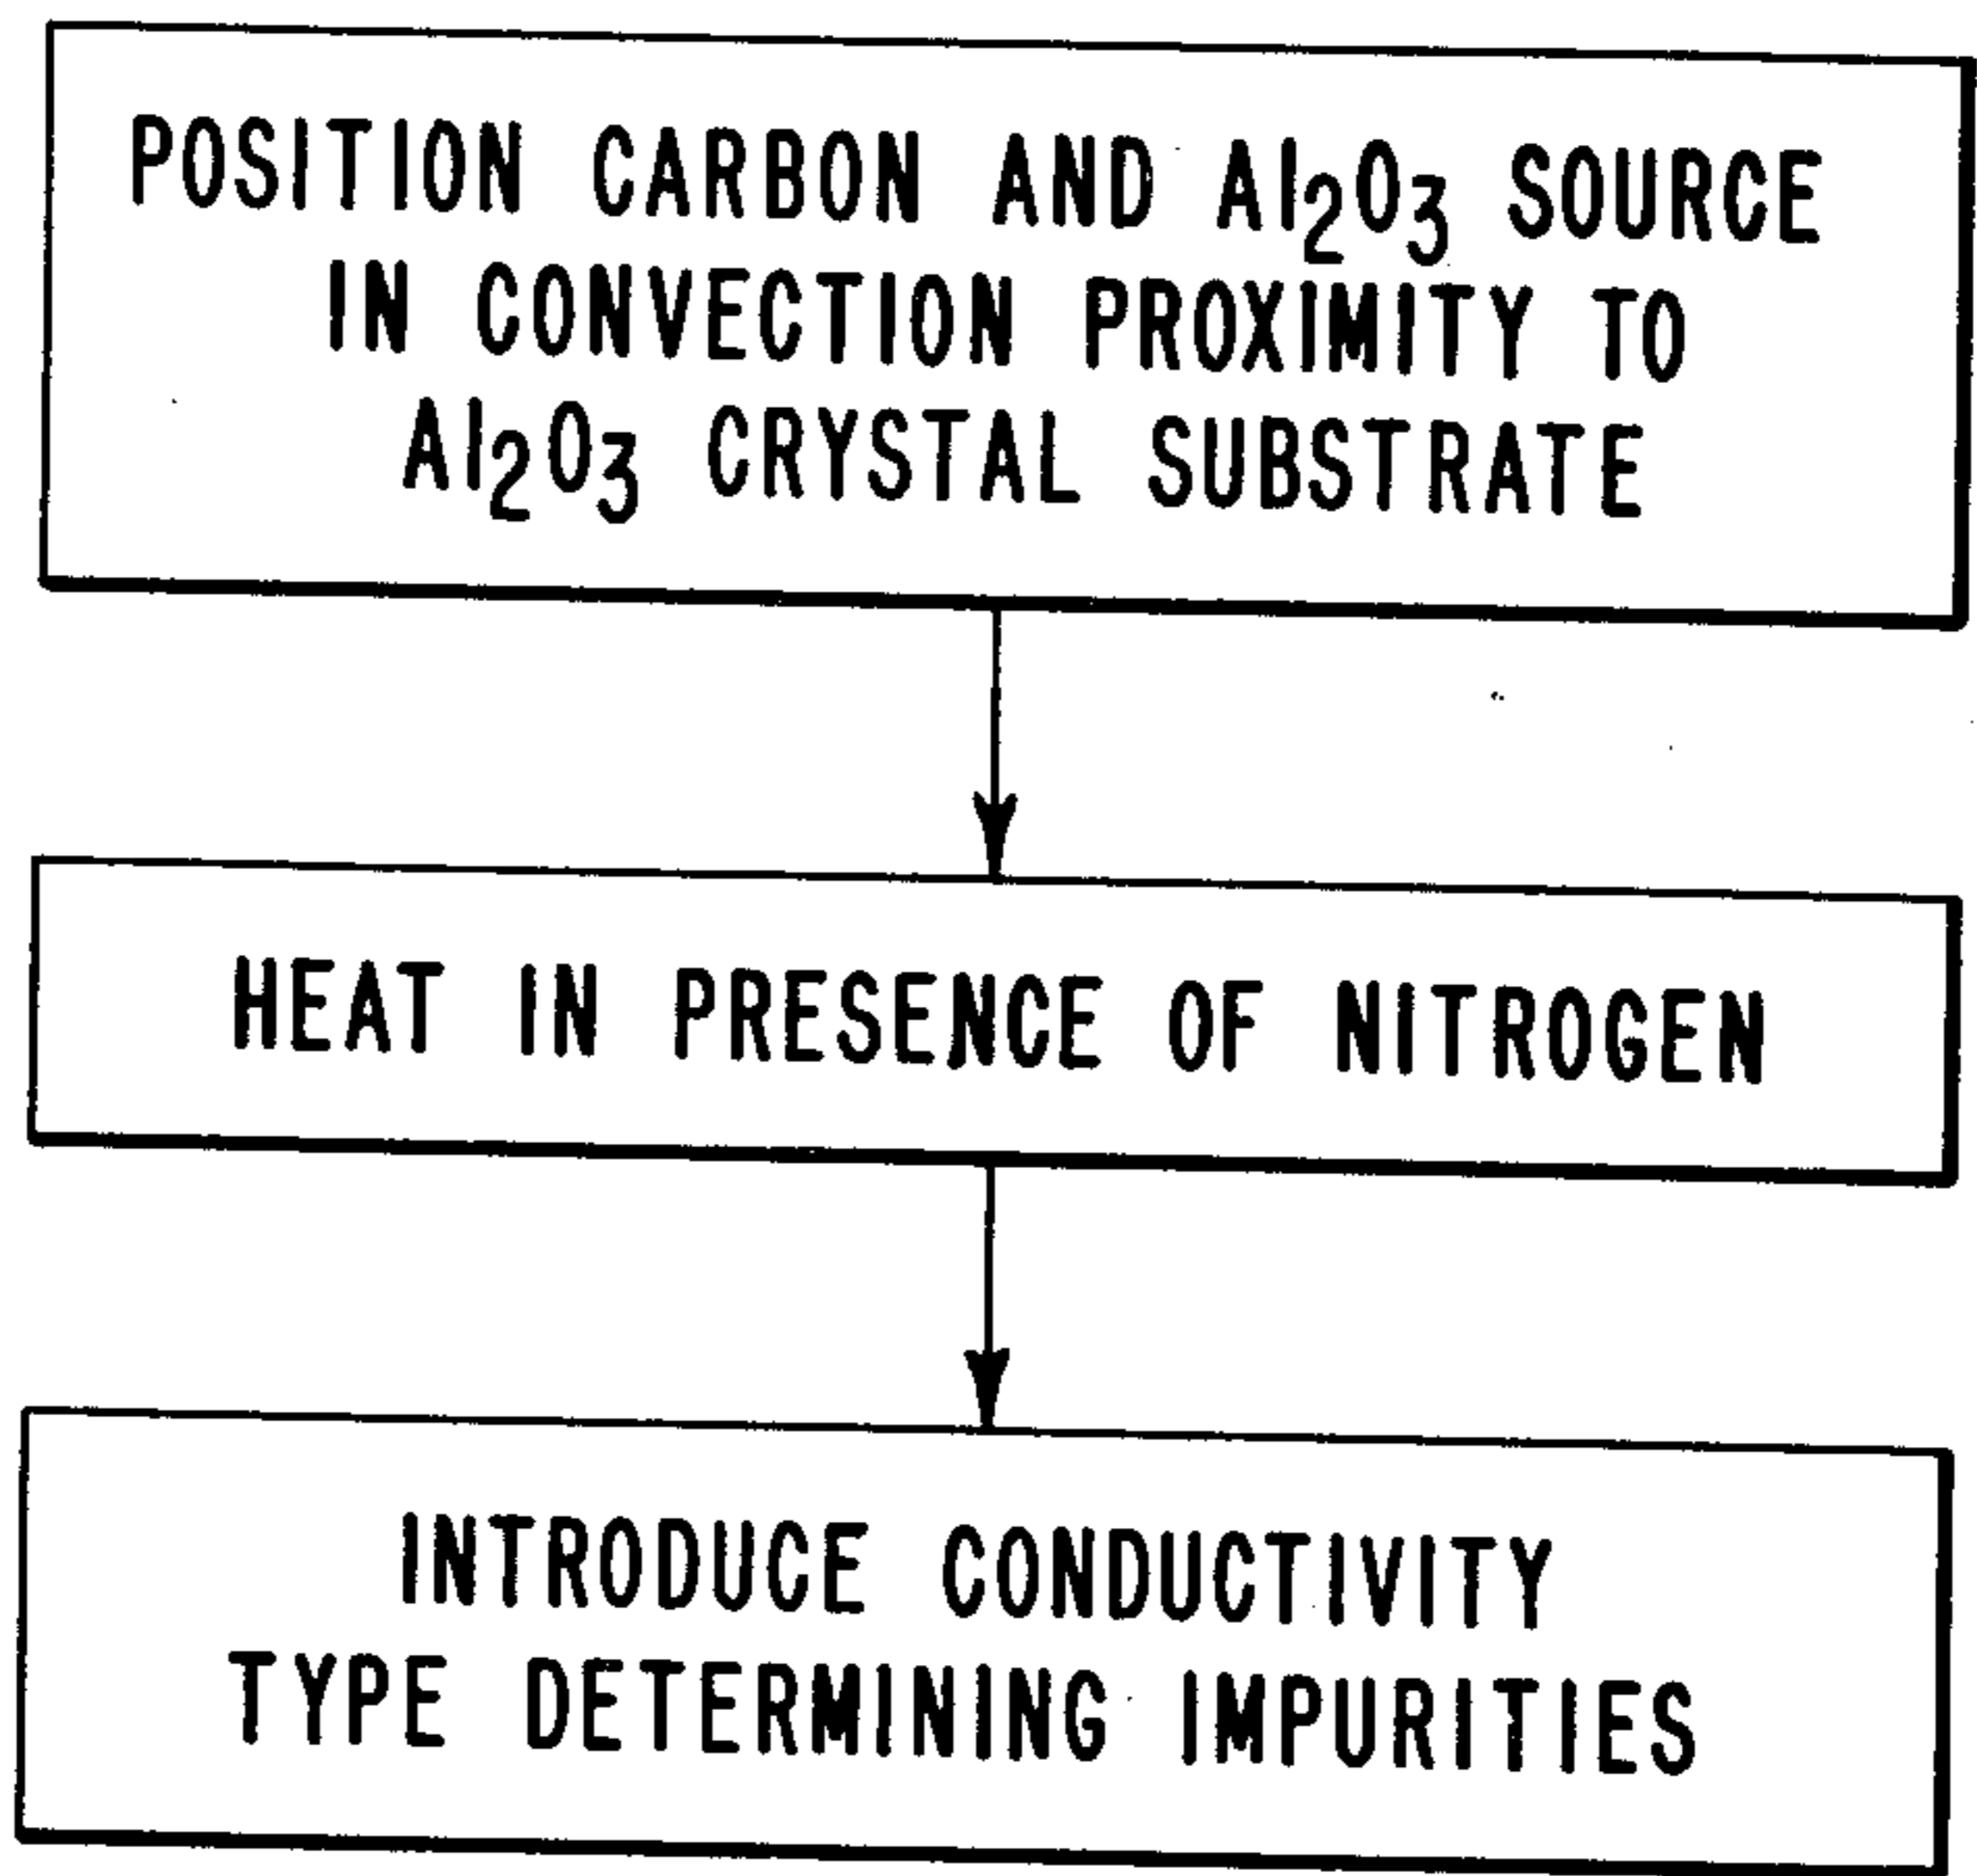 POSITION CARBON AND Al₂O₃ SOURCE
IN CONVECTION PROXIMITY TO
Al₂O₃ CRYSTAL SUBSTRATE
HEAT IN PRESENCE OF NITROGEN
INTRODUCE CONDUCTIVITY
TYPE DETERMINING IMPURITIES